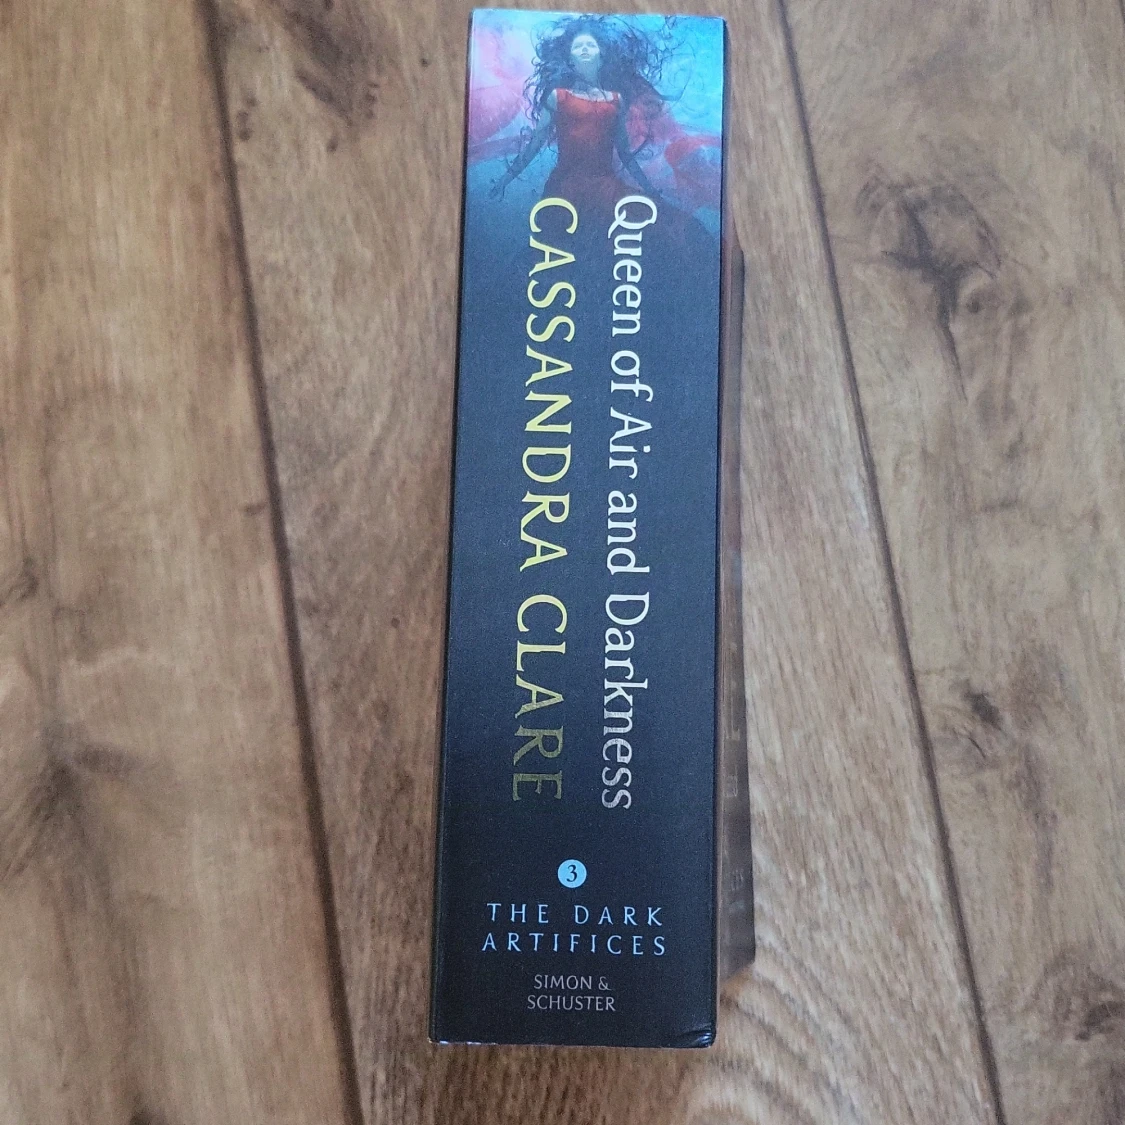 Queen of Air and Darkness
CASSANDRA CLARE
3
THE DARK
ARTIFICES
SIMON &
SCHUSTER